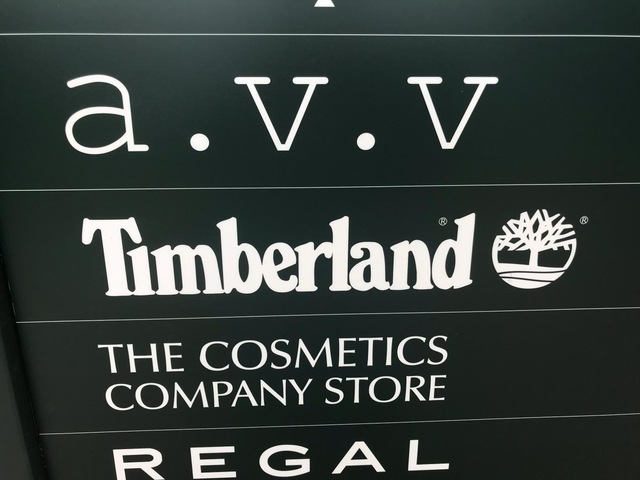 a.v.v
Timberland® ®
THE COSMETICS
COMPANY STORE
REGAL